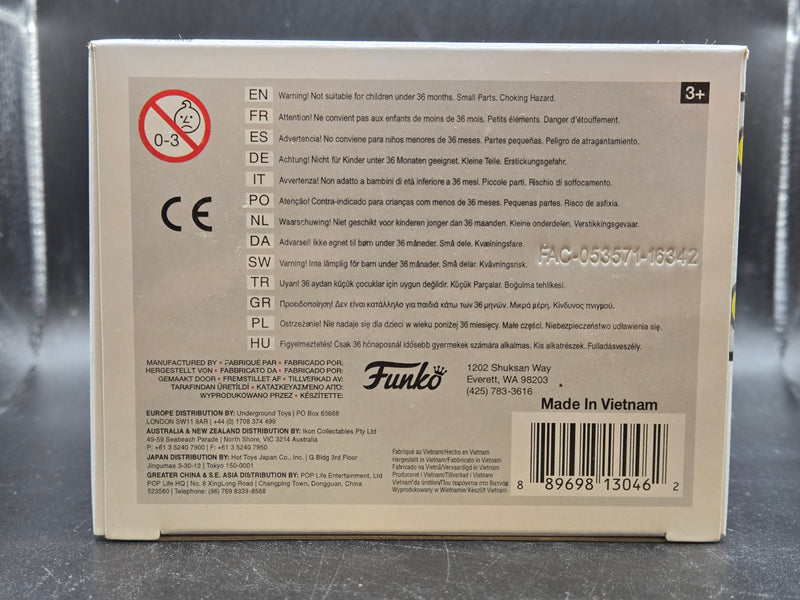 3+
0-3
EN Warning! Not suitable for children under 36 months. Small Parts. Choking Hazard.
FR Attention! Ne convient pas aux enfants de moins de 36 mois. Petits éléments. Danger d'étouffement.
ES Advertencia! No conviene para niños menores de 36 meses. Partes pequeñas. Peligro de atragantamiento.
DE Achtung! Nicht für Kinder unter 36 Monaten geeignet. Kleine Teile. Erstickungsgefahr.
IT Avvertenza! Non adatto a bambini di età inferiore a 36 mesi. Piccole parti. Rischio di soffocamento.
CE
PO Atenção! Contra-indicado para crianças com menos de 36 meses. Pequenas partes. Risco de asfixia.
NL Waarschuwing! Niet geschikt voor kinderen jonger dan 36 maanden. Kleine onderdelen. Verstikkingsgevaar.
DA Advarsel! Ikke egnet til børn under 36 måneder. Små dele. Kvælningsfare.
FAC-053571-16342
SW Varning! Inte lämplig för barn under 36 månader. Små delar. Kvävningsrisk.
TR Uyarı! 36 aydan küçük çocuklar için uygun değildir. Küçük Parçalar. Boğulma tehlikesi.
GR Προειδοποίηση! Δεν είναι κατάλληλο για παιδιά κάτω των 36 μηνών. Μικρά μέρη. Κίνδυνος πνιγμού.
PL Ostrzeżenie! Nie nadaje się dla dzieci w wieku poniżej 36 miesięcy. Małe części. Niebezpieczeństwo udławienia się.
HU Figyelmeztetés! Csak 36 hónaposnál idősebb gyermekek számára alkalmas. Kis alkatrészek. Fulladásveszély.
MANUFACTURED BY • FABRIQUÉ PAR • FABRICADO POR:
HERGESTELLT VON • FABBRICATO DA • FABRICADO POR:
GEMAAKT DOOR • FREMSTILLET AF • TILLVERKAD AV:
TARAFINDAN ÜRETİLDİ • ΚΑΤΑΣΚΕΥΑΣΜΕΝΟ ΑΠΟ:
WYPRODUKOWANO PRZEZ • KÉSZÍTETTE:
Funko
1202 Shuksan Way
Everett, WA 98203
(425) 783-3616
Made In Vietnam
EUROPE DISTRIBUTION BY: Underground Toys | PO Box 63668
LONDON SW11 9AR | +44 (0) 1708 374 499
AUSTRALIA & NEW ZEALAND DISTRIBUTION BY: Ikon Collectables Pty Ltd
49-59 Seabeach Parade | North Shore, VIC 3214 Australia
P: +61 3 5240 7900 | F: +61 3 5240 7950
JAPAN DISTRIBUTION BY: Hot Toys Japan Co., Inc. | G Bldg 3rd Floor
Jingumae 3-30-12 | Tokyo 150-0001
GREATER CHINA & S.E. ASIA DISTRIBUTION BY: POP Life Entertainment, Ltd
POP Life HQ | No. 8 XingLong Road | Changping Town, Dongguan, China
523560 | Telephone: (86) 769 8339-8588
Fabriqué au Vietnam/Hecho en Vietnam
Hergestellt in Vietnam/Fabbricato in Vietnam
Fabricado na Vietnã/Vervaardigd in Vietnam
Produceret i Vietnam/Tillverkad i Vietnam
Vietnam'da üretilen/Που παράγονται στο Βιετνάμ
Wyprodukowany w Wietnamie/Készült Vietnam
8 89698 13046 2